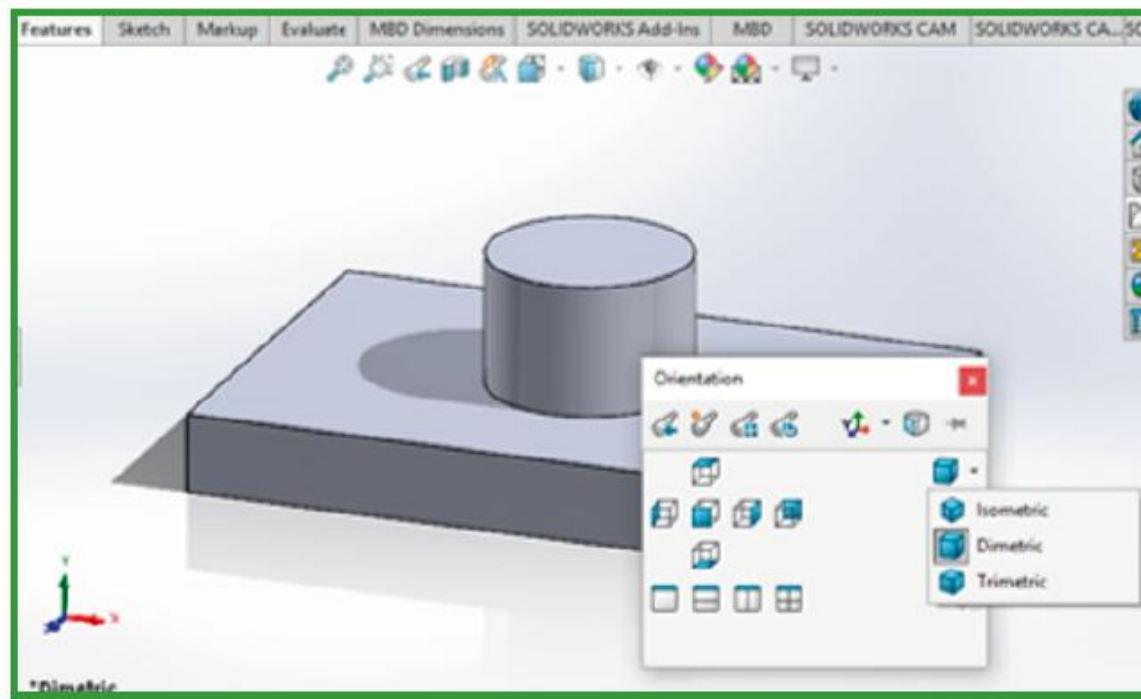 Features Sketch Markup Evaluate MBD Dimensions SOLIDWORKS Add-Ins MBD SOLIDWORKS CAM SOLIDWORKS CA...
Orientation
Isometric
Dimetric
Trimetric
Y
X
*Dimetric